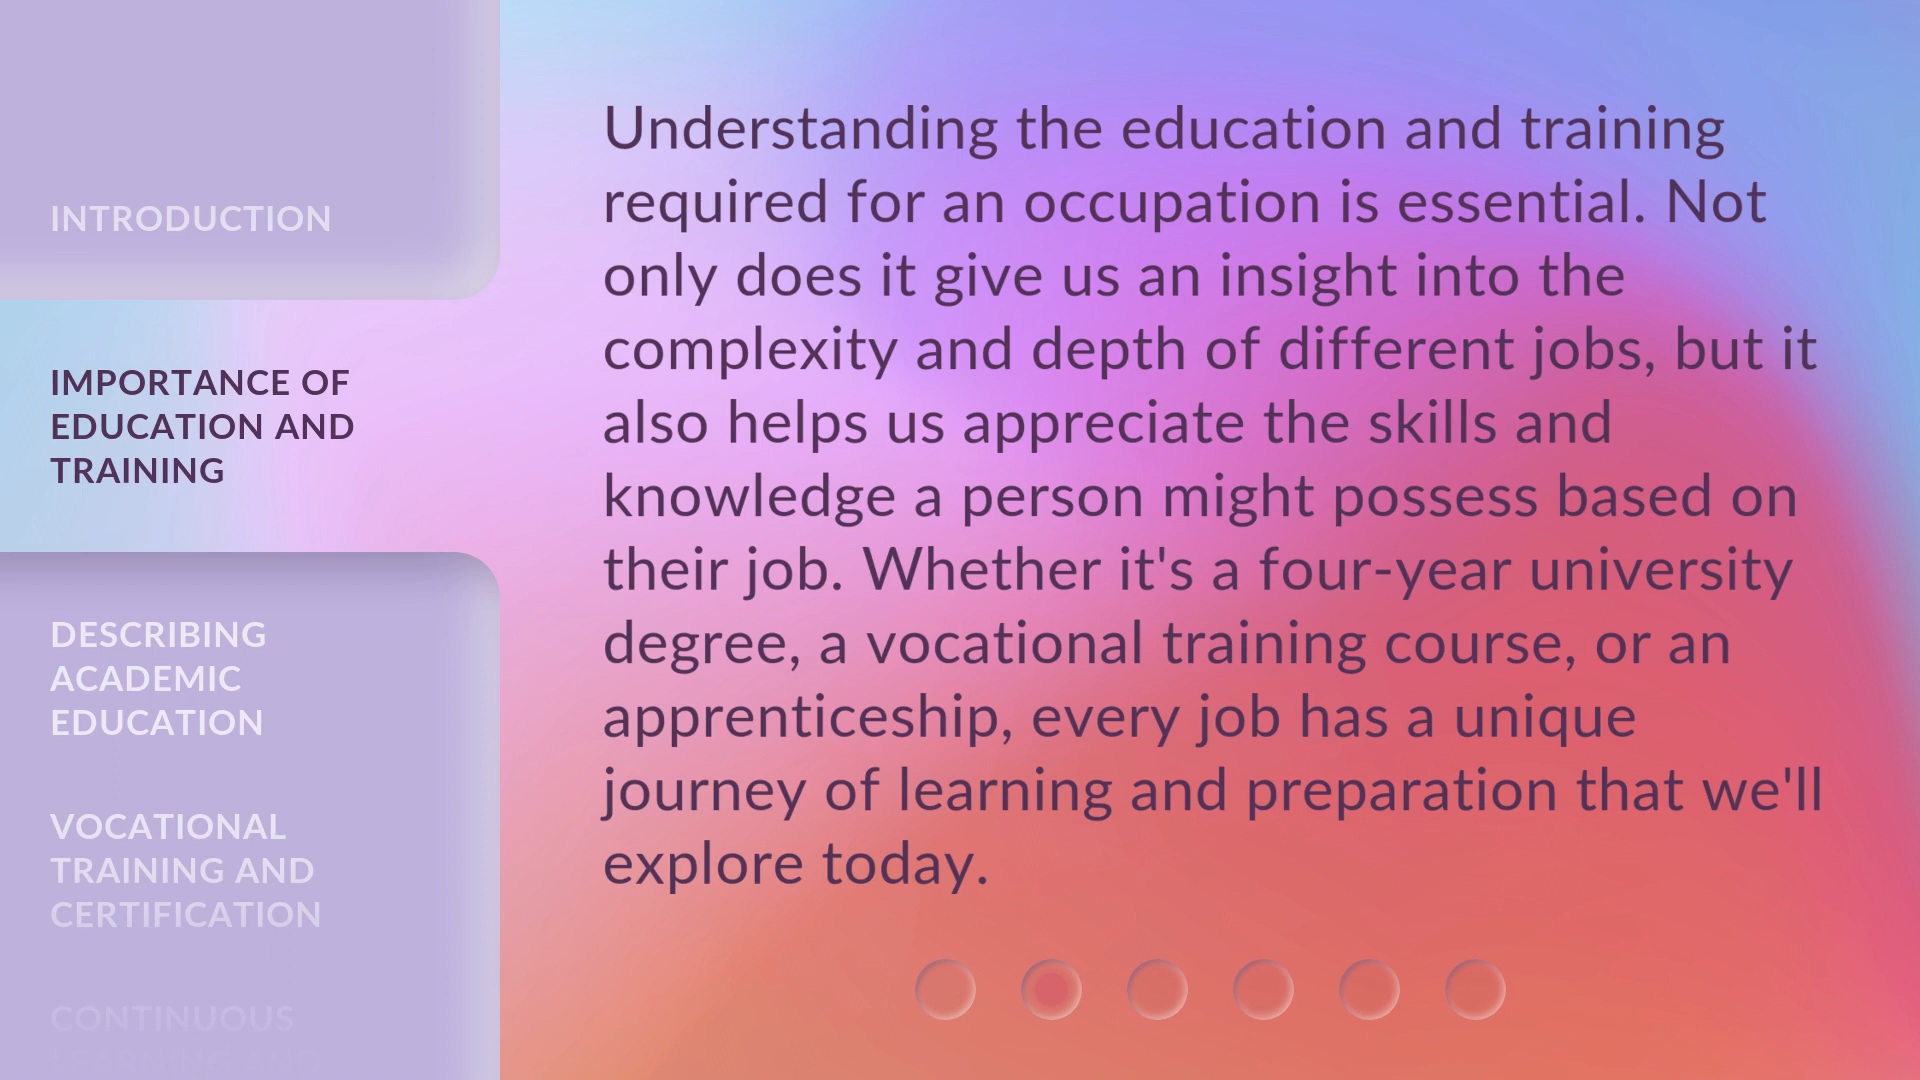 INTRODUCTION
IMPORTANCE OF
EDUCATION AND
TRAINING
DESCRIBING
ACADEMIC
EDUCATION
VOCATIONAL
TRAINING AND
CERTIFICATION
CONTINUOUS
LEARNING AND
Understanding the education and training
required for an occupation is essential. Not
only does it give us an insight into the
complexity and depth of different jobs, but it
also helps us appreciate the skills and
knowledge a person might possess based on
their job. Whether it's a four-year university
degree, a vocational training course, or an
apprenticeship, every job has a unique
journey of learning and preparation that we'll
explore today.